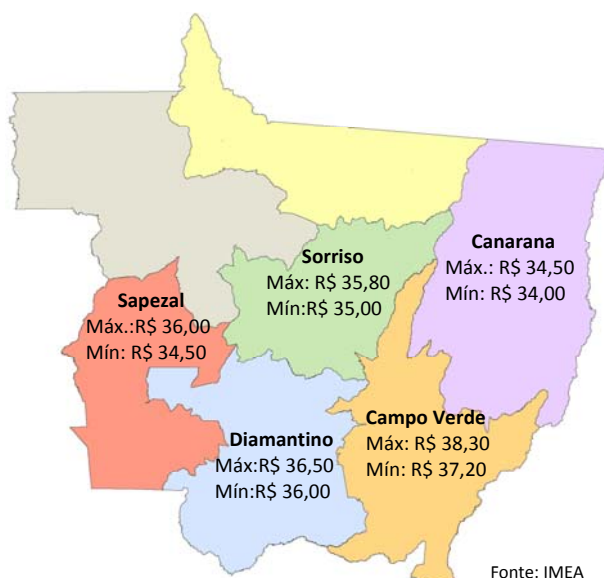 Sorriso
Máx: R$ 35,80
Mín:R$ 35,00
Canarana
Máx.: R$ 34,50
Mín: R$ 34,00
Sapezal
Máx.:R$ 36,00
Mín: R$ 34,50
Diamantino
Máx:R$ 36,50
Mín:R$ 36,00
Campo Verde
Máx: R$ 38,30
Mín: R$ 37,20
Fonte: IMEA